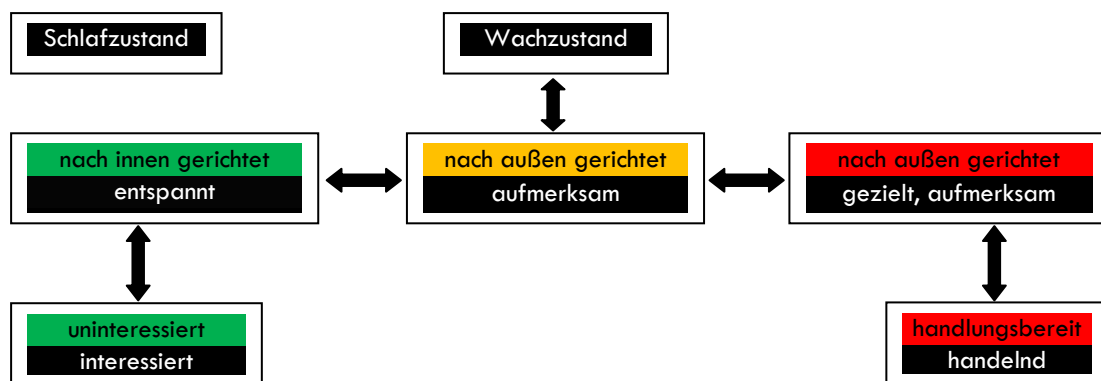 Schlafzustand
Wachzustand
nach innen gerichtet
entspannt
nach außen gerichtet
aufmerksam
nach außen gerichtet
gezielt, aufmerksam
uninteressiert
interessiert
handlungsbereit
handelnd